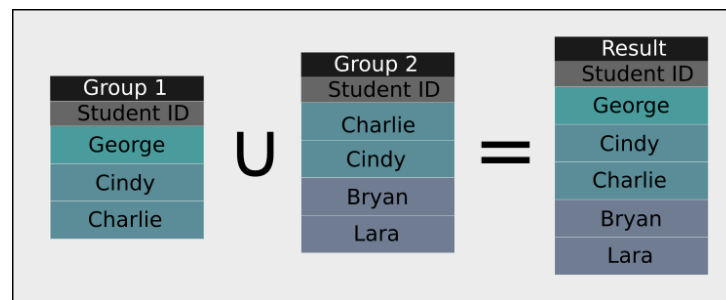 Group 1
Student ID
George
Cindy
Charlie
∪
Group 2
Student ID
Charlie
Cindy
Bryan
Lara
=
Result
Student ID
George
Cindy
Charlie
Bryan
Lara